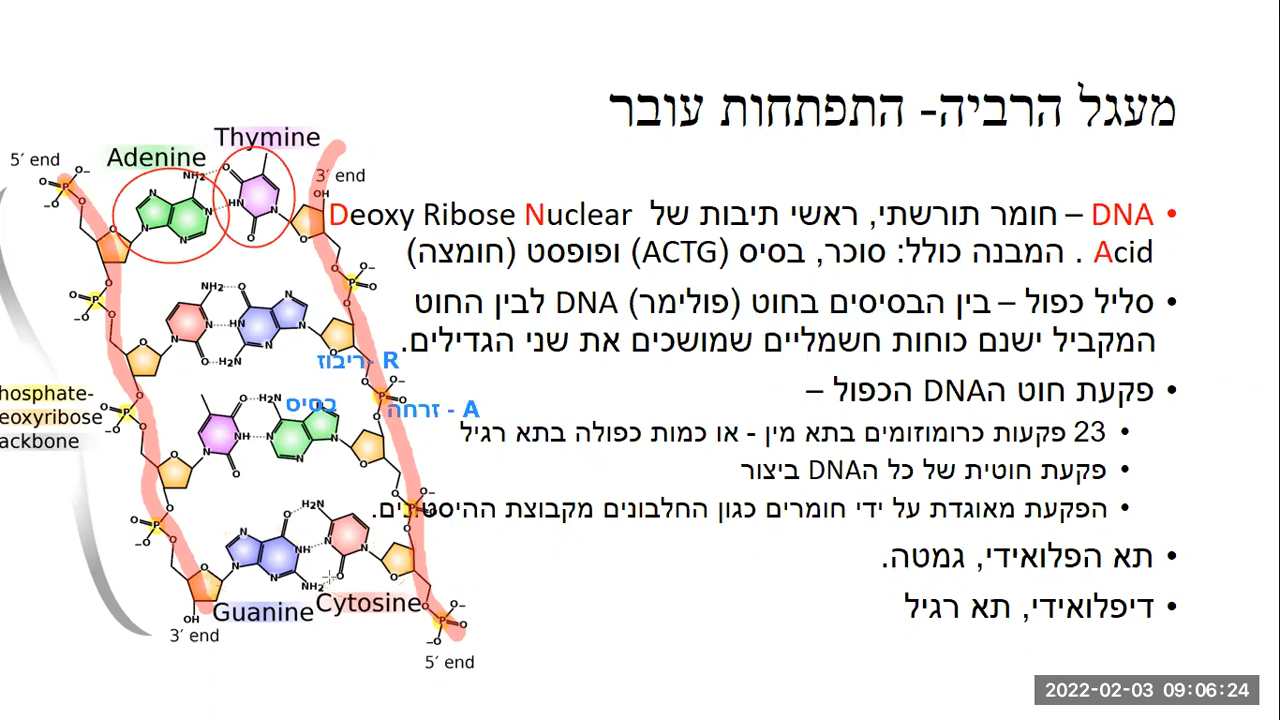 מעגל הרביה- התפתחות עובר
• DNA – חומר תורשתי, ראשי תיבות של Deoxy Ribose Nuclear
Acid . המבנה כולל: סוכר, בסיס (ACTG) ופופסט (חומצה)
• סליל כפול – בין הבסיסים בחוט (פולימר) DNA לבין החוט
המקביל ישנם כוחות חשמליים שמושכים את שני הגדילים.
• פקעת חוט הDNA הכפול –
• 23 פקעות כרומוזומים בתא מין - או כמות כפולה בתא רגיל
• פקעת חוטית של כל הDNA ביצור
• הפקעת מאוגדת על ידי חומרים כגון החלבונים מקבוצת ההיסטונים.
• תא הפלואידי, גמטה.
• דיפלואידי, תא רגיל
Thymine
Adenine
5′ end
3′ end
R - ריבוז
בסיס
A - זרחה
hosphate-
eoxyribose
ackbone
Guanine
Cytosine
3′ end
5′ end
2022-02-03 09:06:24